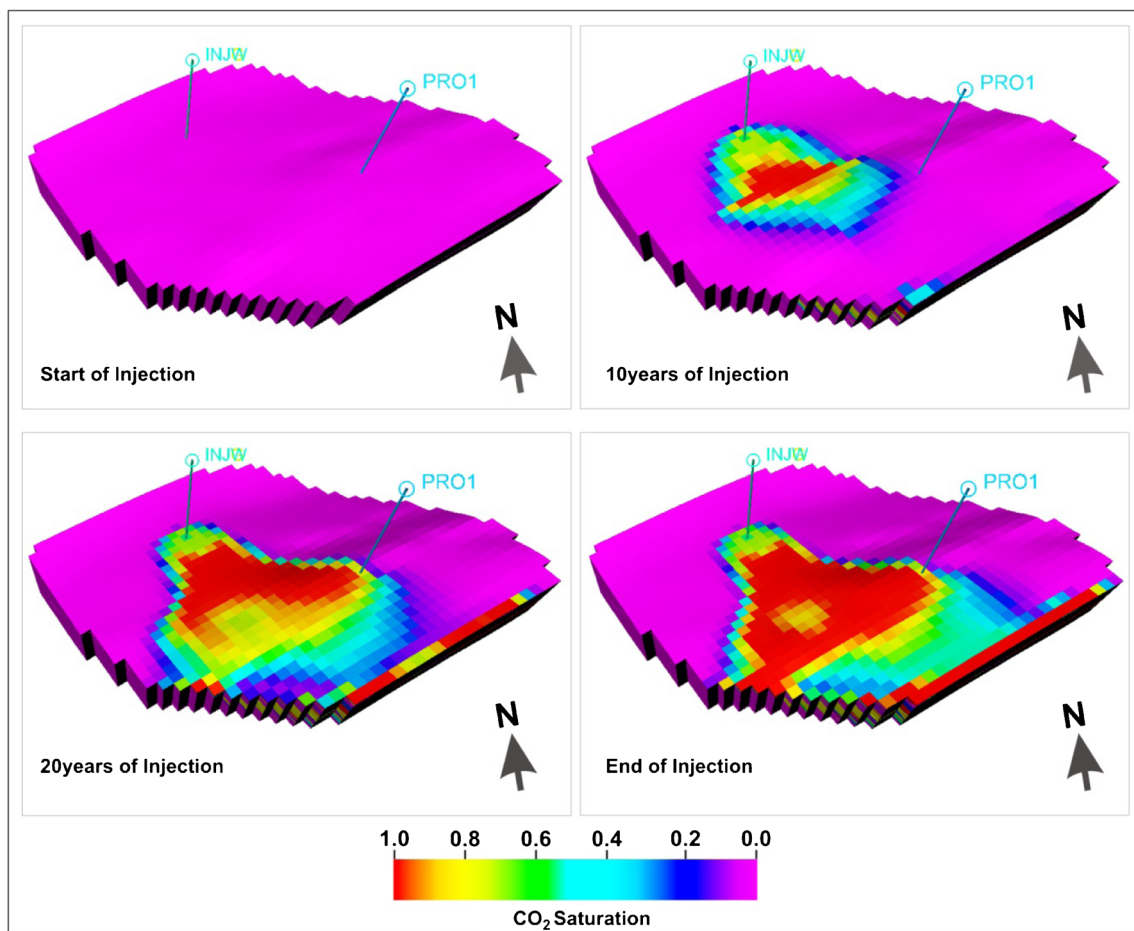 INJW
PRO1
N
Start of Injection
INJW
PRO1
N
10years of Injection
INJW
PRO1
N
20years of Injection
INJW
PRO1
N
End of Injection
1.0 0.8 0.6 0.4 0.2 0.0
CO₂ Saturation